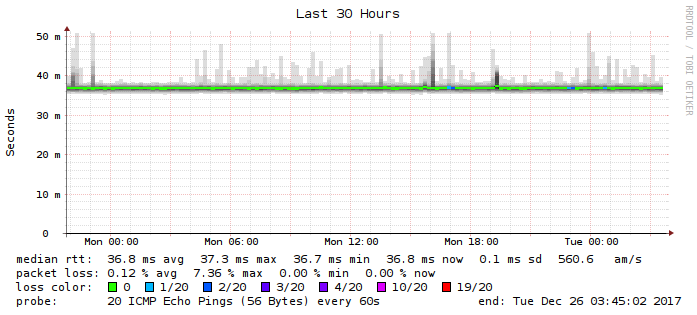 Last 30 Hours
RRDTOOL / TOBI OETIKER
Seconds
50 m
40 m
30 m
20 m
10 m
0
Mon 00:00 Mon 06:00 Mon 12:00 Mon 18:00 Tue 00:00
median rtt: 36.8 ms avg 37.3 ms max 36.7 ms min 36.8 ms now 0.1 ms sd 560.6 am/s
packet loss: 0.12 % avg 7.36 % max 0.00 % min 0.00 % now
loss color: 0 1/20 2/20 3/20 4/20 10/20 19/20
probe: 20 ICMP Echo Pings (56 Bytes) every 60s end: Tue Dec 26 03:45:02 2017